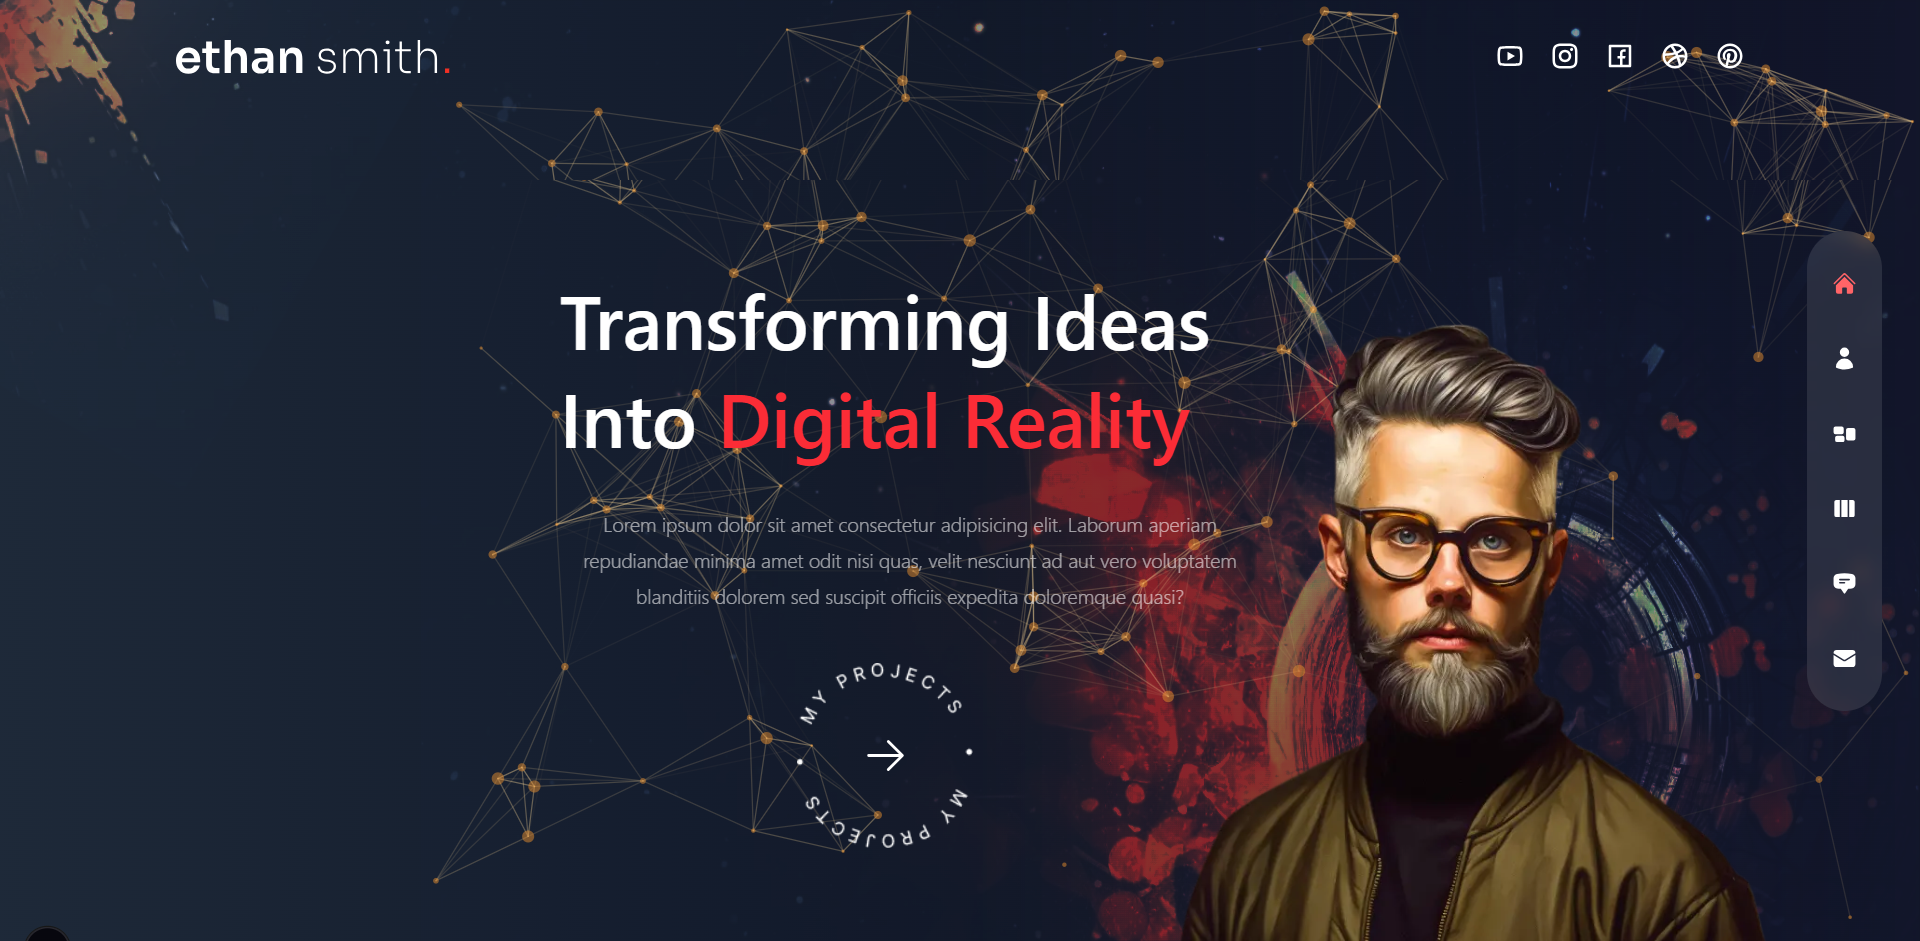 ethan smith.
Transforming Ideas
Into Digital Reality
Lorem ipsum dolor sit amet consectetur adipisicing elit. Laborum aperiam
repudiandae minima amet odit nisi quas, velit nesciunt ad aut vero voluptatem
blanditiis dolorem sed suscipit officiis expedita doloremque quasi?
MY PROJECTS • MY PROJECTS •